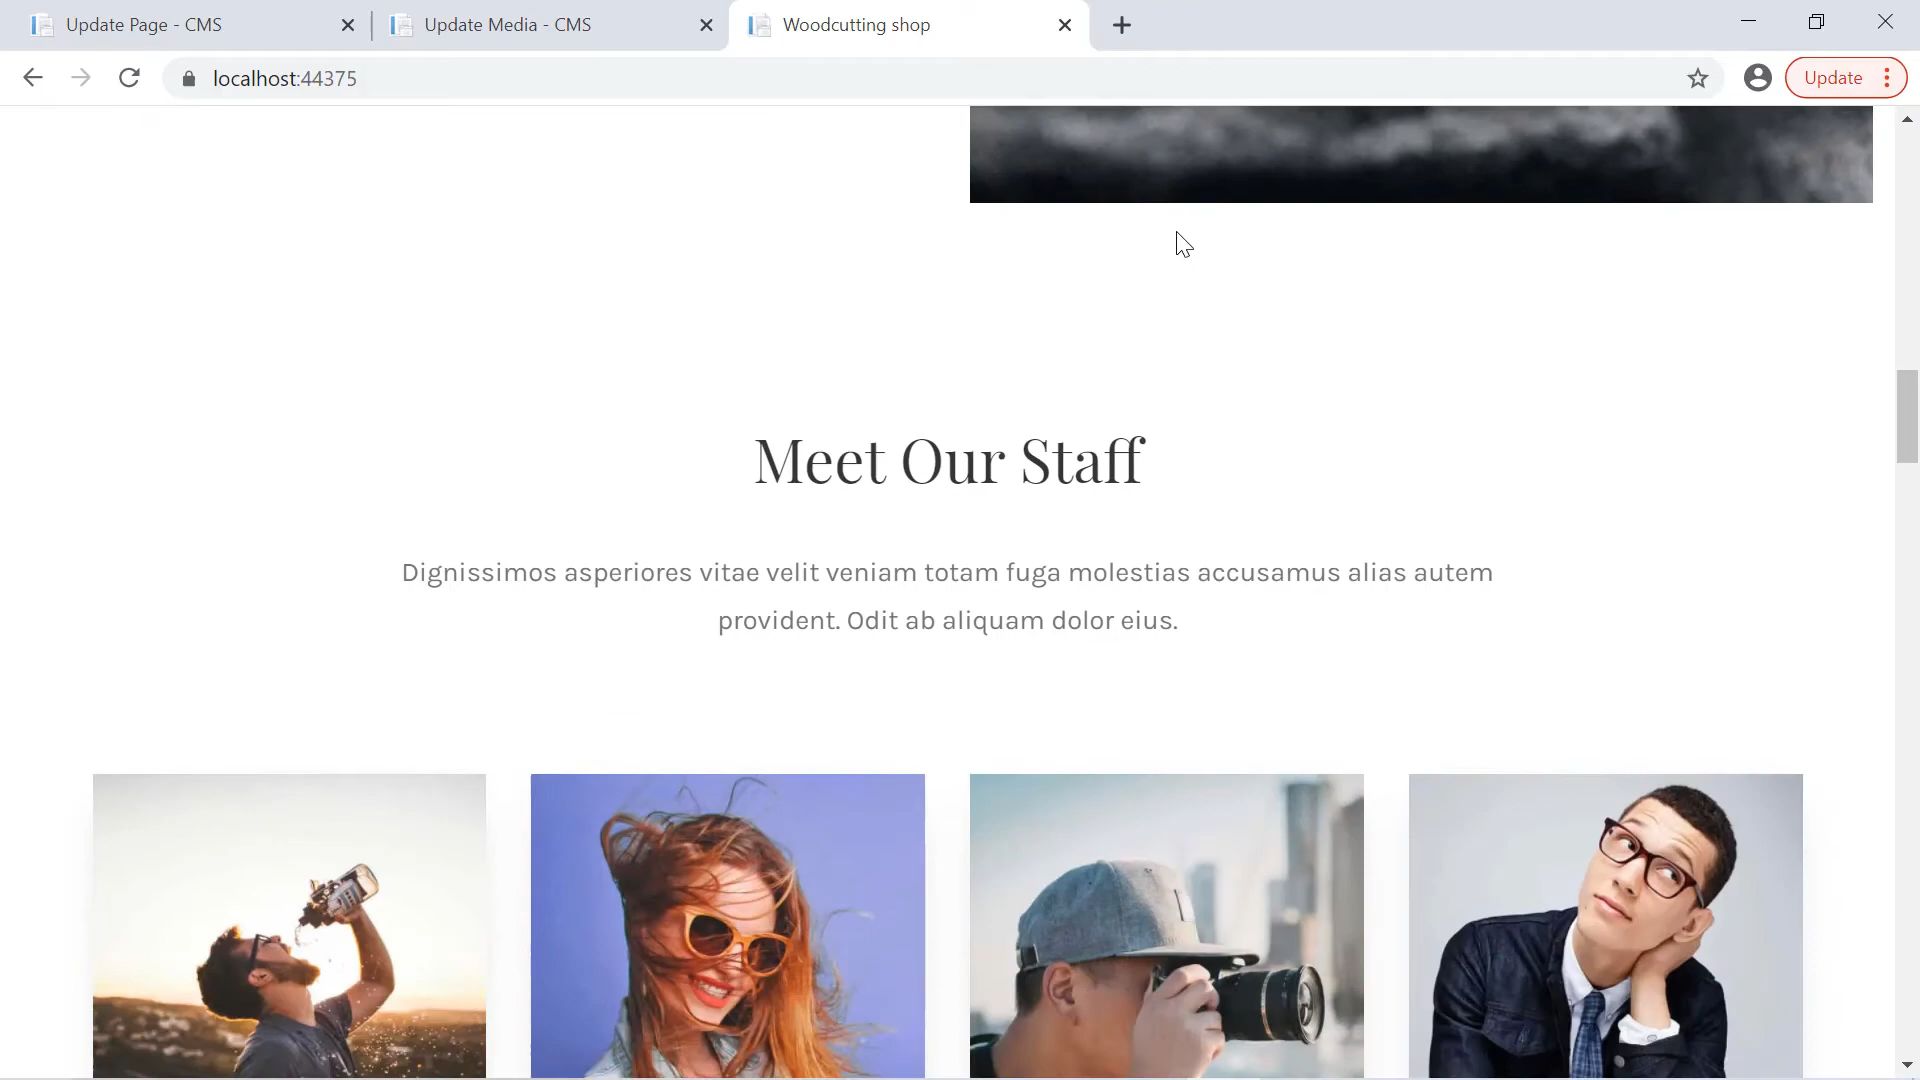 Update Page - CMS
Update Media - CMS
Woodcutting shop
localhost:44375
Update
Meet Our Staff
Dignissimos asperiores vitae velit veniam totam fuga molestias accusamus alias autem
provident. Odit ab aliquam dolor eius.